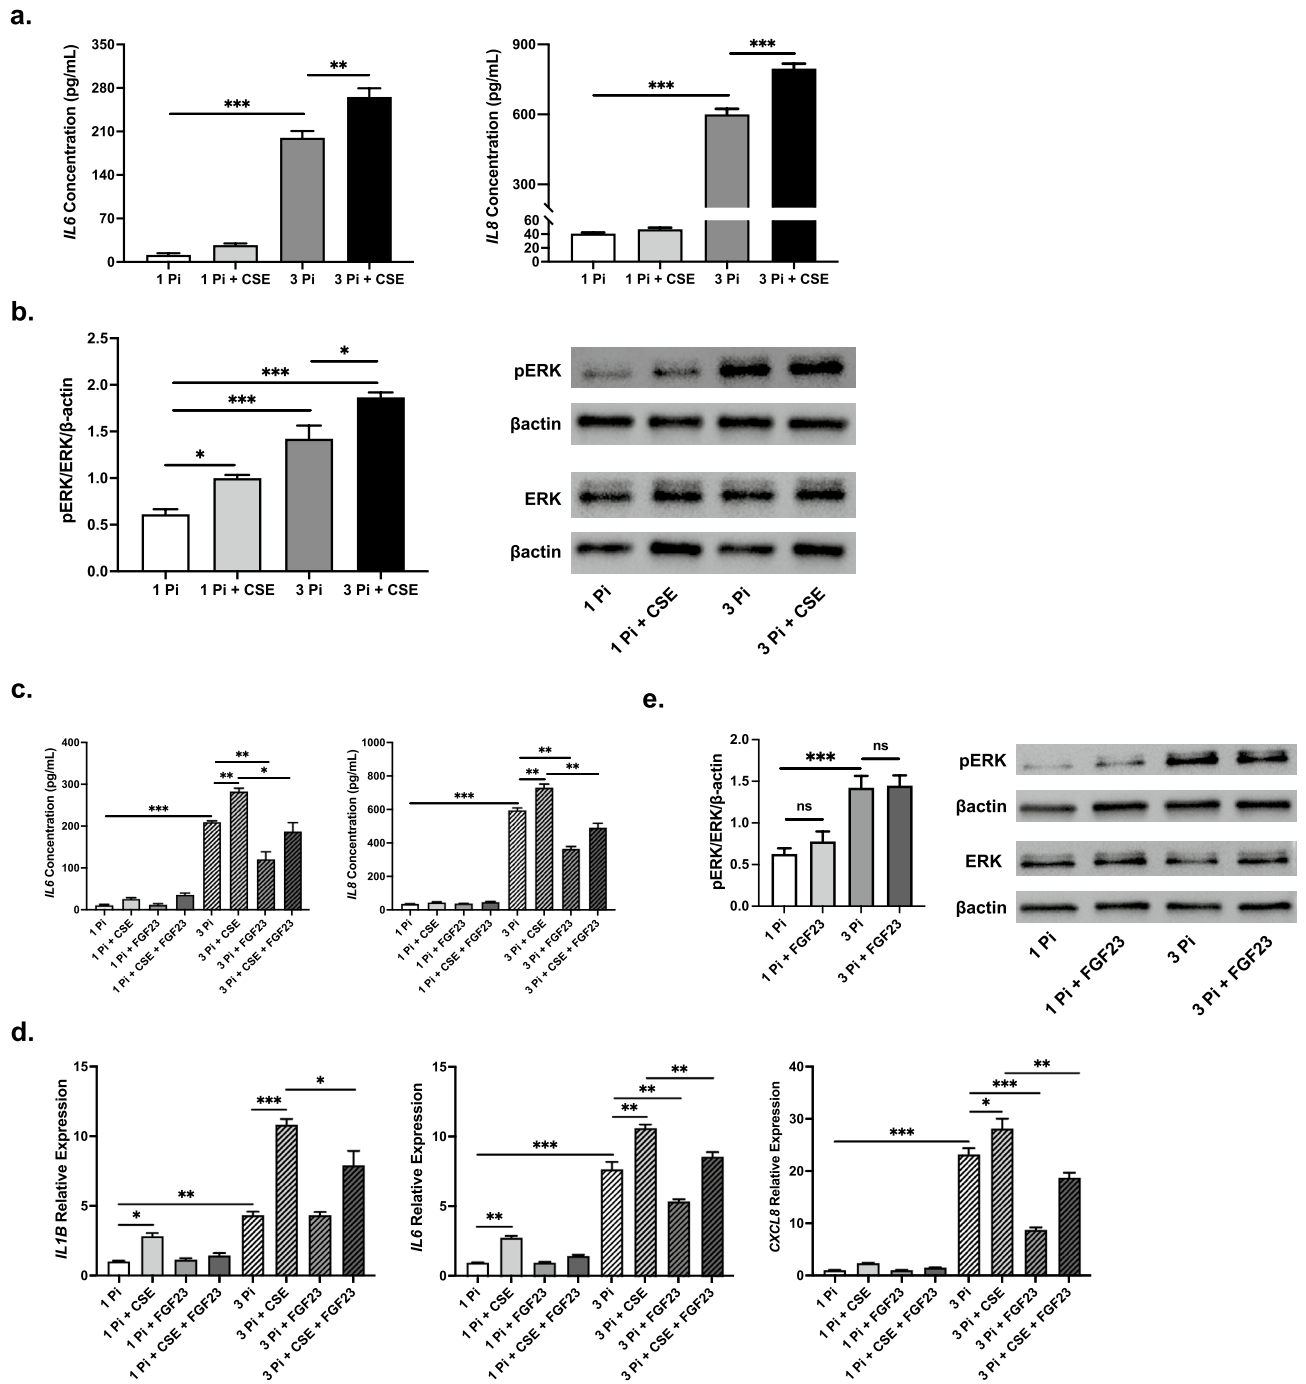 a.
IL6 Concentration (pg/mL)
350
280
210
140
70
0
***
**
1 Pi
1 Pi + CSE
3 Pi
3 Pi + CSE
IL8 Concentration (pg/mL)
900
600
300
60
40
20
0
***
***
1 Pi
1 Pi + CSE
3 Pi
3 Pi + CSE
b.
pERK/ERK/β-actin
2.5
2.0
1.5
1.0
0.5
0.0
*
***
***
*
1 Pi
1 Pi + CSE
3 Pi
3 Pi + CSE
pERK
βactin
ERK
βactin
1 Pi
1 Pi + CSE
3 Pi
3 Pi + CSE
c.
IL6 Concentration (pg/mL)
400
300
200
100
0
***
**
**
*
1 Pi
1 Pi + CSE
1 Pi + FGF23
1 Pi + CSE + FGF23
3 Pi
3 Pi + CSE
3 Pi + FGF23
3 Pi + CSE + FGF23
IL8 Concentration (pg/mL)
1000
800
600
400
200
0
***
**
**
**
1 Pi
1 Pi + CSE
1 Pi + FGF23
1 Pi + CSE + FGF23
3 Pi
3 Pi + CSE
3 Pi + FGF23
3 Pi + CSE + FGF23
e.
pERK/ERK/β-actin
2.0
1.5
1.0
0.5
0.0
ns
***
ns
1 Pi
1 Pi + FGF23
3 Pi
3 Pi + FGF23
pERK
βactin
ERK
βactin
1 Pi
1 Pi + FGF23
3 Pi
3 Pi + FGF23
d.
IL1B Relative Expression
15
10
5
0
*
**
***
*
1 Pi
1 Pi + CSE
1 Pi + FGF23
1 Pi + CSE + FGF23
3 Pi
3 Pi + CSE
3 Pi + FGF23
3 Pi + CSE + FGF23
IL6 Relative Expression
15
10
5
0
**
***
**
**
**
1 Pi
1 Pi + CSE
1 Pi + FGF23
1 Pi + CSE + FGF23
3 Pi
3 Pi + CSE
3 Pi + FGF23
3 Pi + CSE + FGF23
CXCL8 Relative Expression
40
30
20
10
0
***
*
***
**
1 Pi
1 Pi + CSE
1 Pi + FGF23
1 Pi + CSE + FGF23
3 Pi
3 Pi + CSE
3 Pi + FGF23
3 Pi + CSE + FGF23